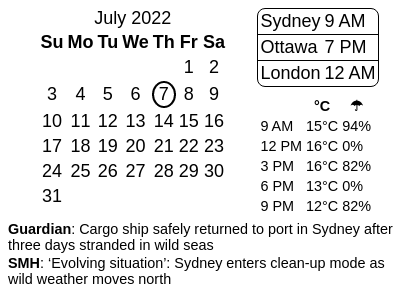 July 2022
Su Mo Tu We Th Fr Sa
1 2
3 4 5 6 7 8 9
10 11 12 13 14 15 16
17 18 19 20 21 22 23
24 25 26 27 28 29 30
31
Sydney 9 AM
Ottawa 7 PM
London 12 AM
°C ☂
9 AM 15°C 94%
12 PM 16°C 0%
3 PM 16°C 82%
6 PM 13°C 0%
9 PM 12°C 82%
Guardian: Cargo ship safely returned to port in Sydney after
three days stranded in wild seas
SMH: ‘Evolving situation’: Sydney enters clean-up mode as
wild weather moves north